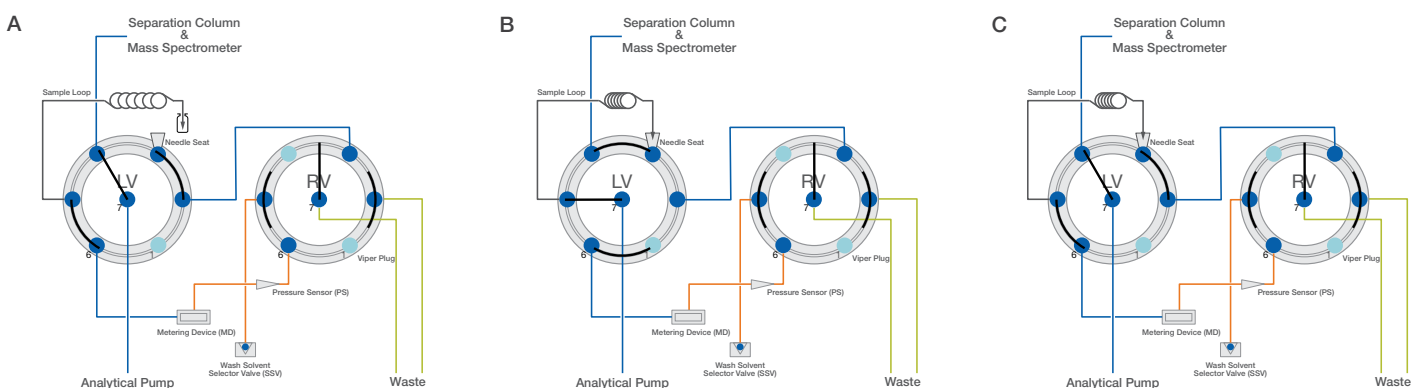 A
Separation Column
&
Mass Spectrometer
Sample Loop
Needle Seat
LV
7
RV
7
6
1
6
1
Viper Plug
Pressure Sensor (PS)
Metering Device (MD)
Wash Solvent
Selector Valve (SSV)
Analytical Pump
Waste
B
Separation Column
&
Mass Spectrometer
Sample Loop
Needle Seat
LV
7
RV
7
6
1
6
1
Viper Plug
Pressure Sensor (PS)
Metering Device (MD)
Wash Solvent
Selector Valve (SSV)
Analytical Pump
Waste
C
Separation Column
&
Mass Spectrometer
Sample Loop
Needle Seat
LV
7
RV
7
6
1
6
1
Viper Plug
Pressure Sensor (PS)
Metering Device (MD)
Wash Solvent
Selector Valve (SSV)
Analytical Pump
Waste